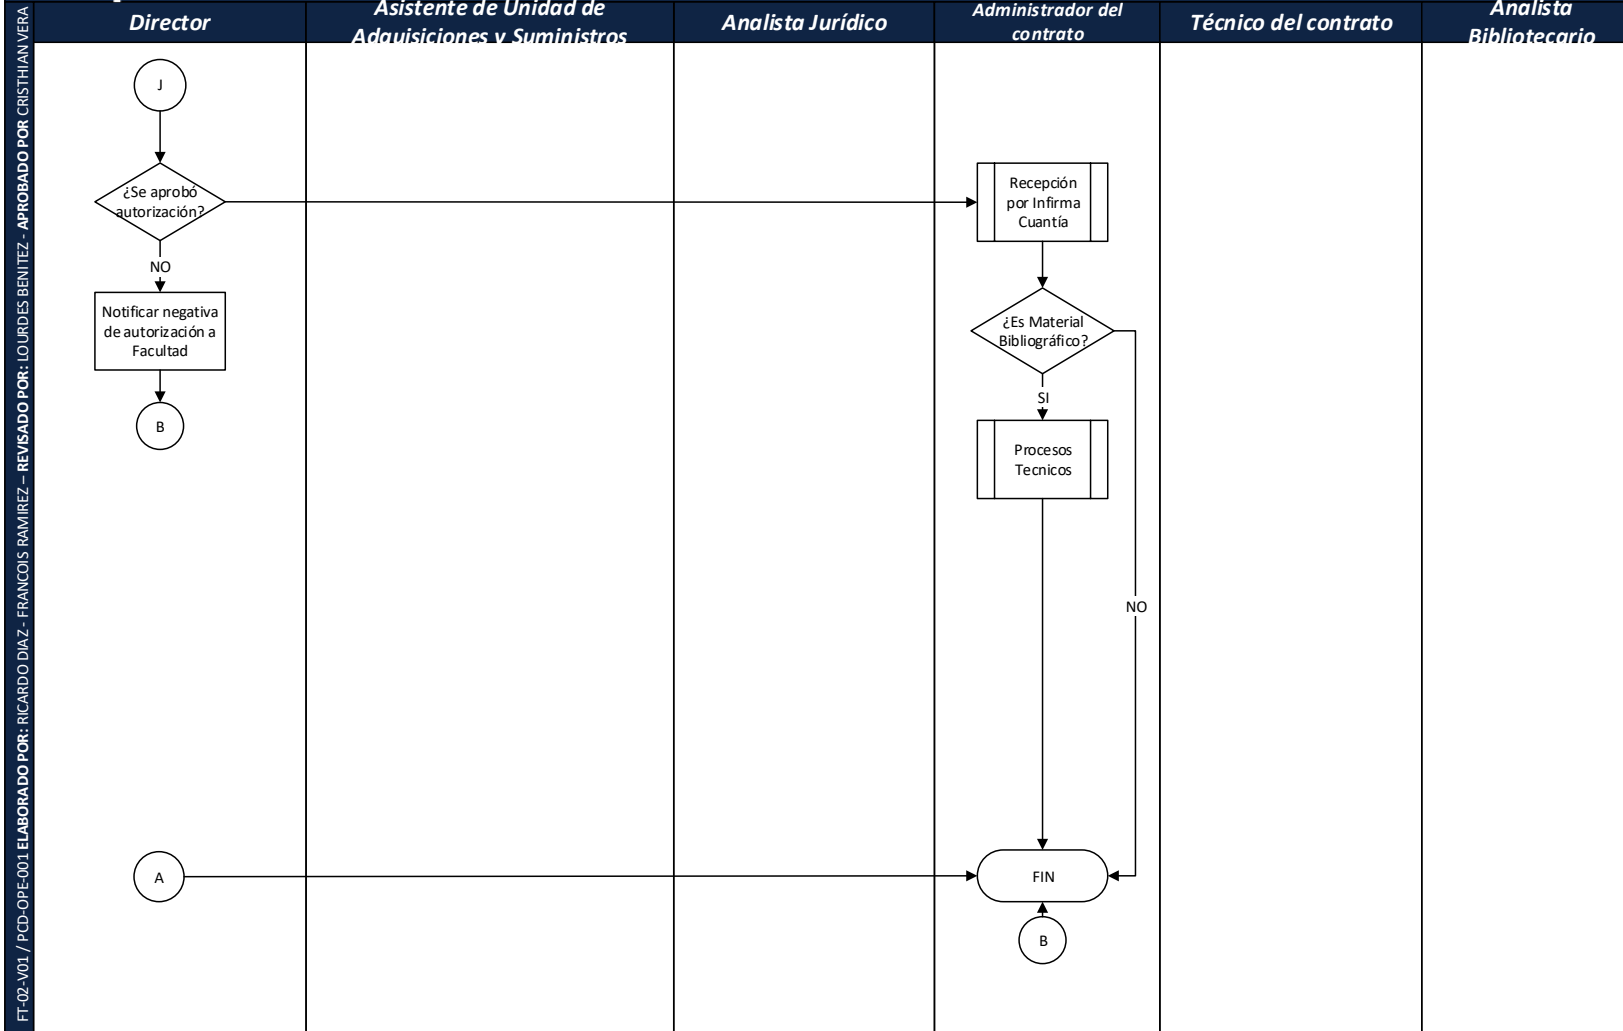 Director
Asistente de Unidad de
Adquisiciones y Suministros
Analista Jurídico
Administrador del
contrato
Técnico del contrato
Analista
Bibliotecario
FT-02-V01 / PCD-OPE-001 ELABORADO POR: RICARDO DIAZ - FRANCOIS RAMIREZ – REVISADO POR: LOURDES BENITEZ - APROBADO POR CRISTHIAN VERA
J
¿Se aprobó
autorización?
NO
Notificar negativa
de autorización a
Facultad
B
Recepción
por Infirma
Cuantía
¿Es Material
Bibliográfico?
SI
Procesos
Tecnicos
NO
A
FIN
B